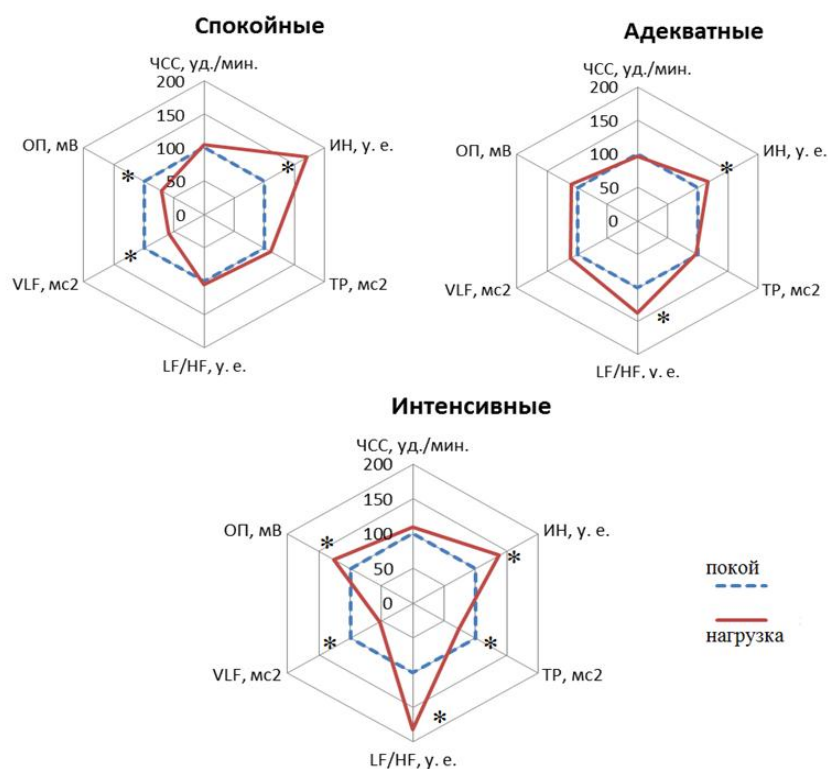 Спокойные
ЧСС, уд./мин.
200
150
100
50
0
ОП, мВ
ИН, у. е.
*
*
*
VLF, мс2
ТР, мс2
LF/HF, у. е.
Адекватные
ЧСС, уд./мин.
200
150
100
50
0
ОП, мВ
ИН, у. е.
*
VLF, мс2
ТР, мс2
*
LF/HF, у. е.
Интенсивные
ЧСС, уд./мин.
200
150
100
50
0
ОП, мВ
ИН, у. е.
*
*
*
*
VLF, мс2
ТР, мс2
*
LF/HF, у. е.
покой
нагрузка